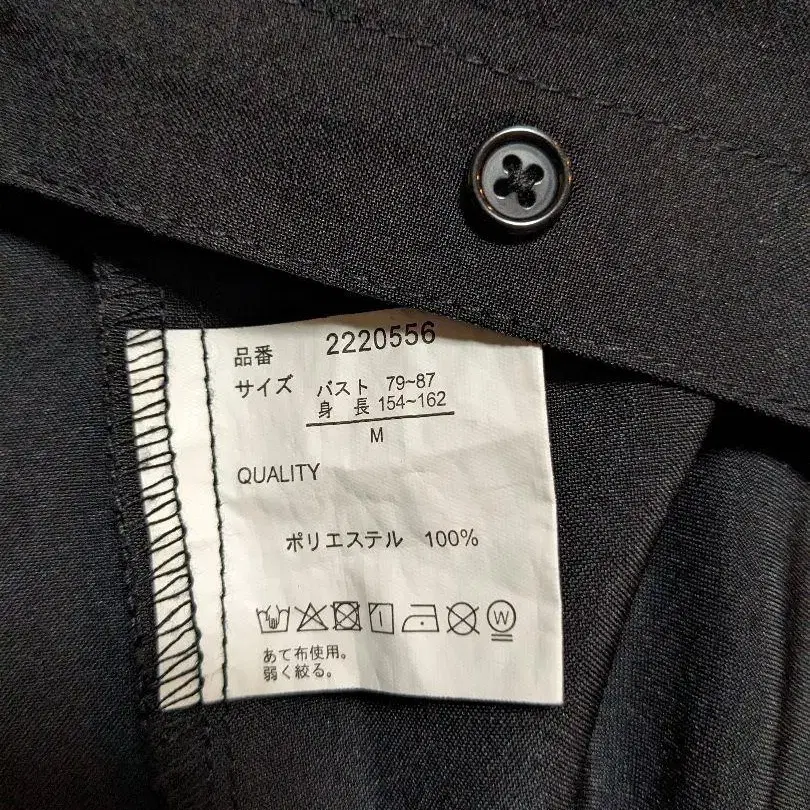 品番 2220556
サイズ バスト 79~87
身 長 154~162
M
QUALITY
ポリエステル 100%
W
あて布使用。
弱く絞る。